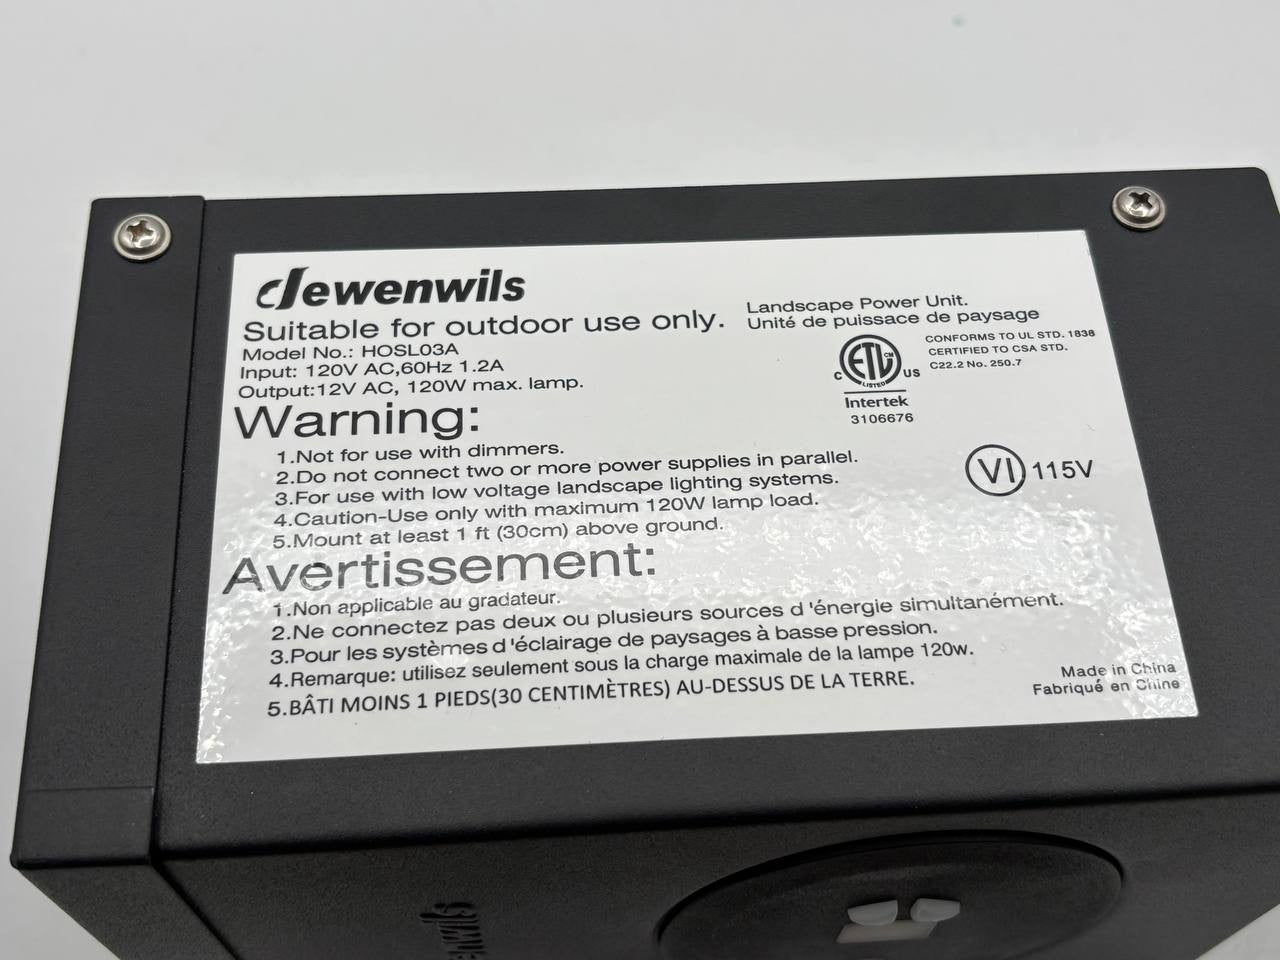 Dewenwils
Suitable for outdoor use only.
Landscape Power Unit.
Unité de puissace de paysage
Model No.: HOSL03A
Input: 120V AC,60Hz 1.2A
Output:12V AC, 120W max. lamp.
C ETL CM US
LISTED
Intertek
3106676
CONFORMS TO UL STD. 1838
CERTIFIED TO CSA STD.
C22.2 No. 250.7
Warning:
1.Not for use with dimmers.
2.Do not connect two or more power supplies in parallel.
3.For use with low voltage landscape lighting systems.
4.Caution-Use only with maximum 120W lamp load.
5.Mount at least 1 ft (30cm) above ground.
VI 115V
Avertissement:
1.Non applicable au gradateur.
2.Ne connectez pas deux ou plusieurs sources d'énergie simultanément.
3.Pour les systèmes d'éclairage de paysages à basse pression.
4.Remarque: utilisez seulement sous la charge maximale de la lampe 120w.
5.BÂTI MOINS 1 PIEDS(30 CENTIMÈTRES) AU-DESSUS DE LA TERRE.
Made in China
Fabriqué en Chine
enwils